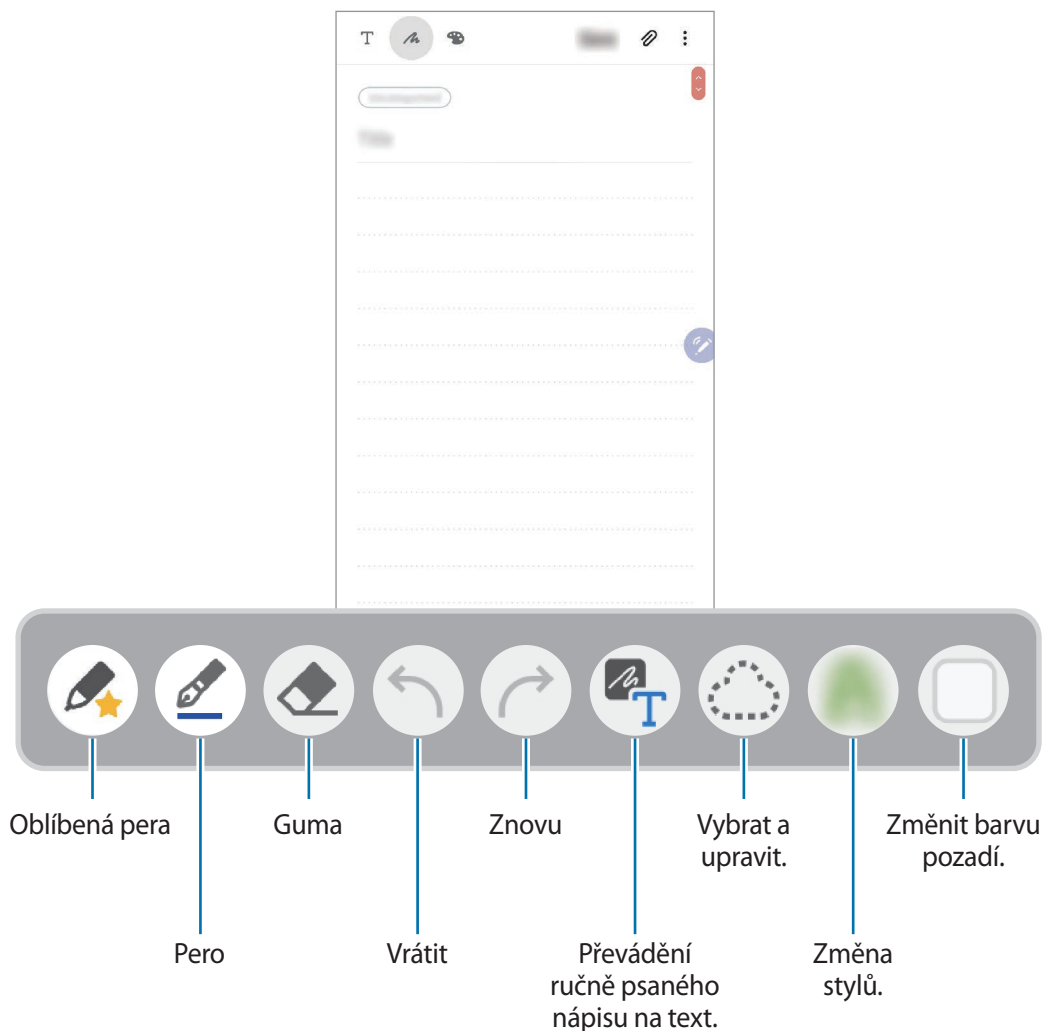 T
Oblíbená pera
Guma
Znovu
Vybrat a
upravit.
Změnit barvu
pozadí.
Pero
Vrátit
Převádění
ručně psaného
nápisu na text.
Změna
stylů.